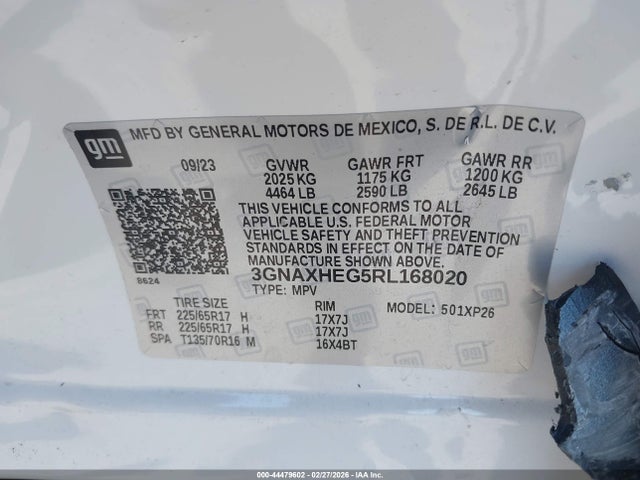 gm
MFD BY GENERAL MOTORS DE MEXICO, S. DE R.L. DE C.V.
09/23 GVWR GAWR FRT GAWR RR
2025 KG 1175 KG 1200 KG
4464 LB 2590 LB 2645 LB
THIS VEHICLE CONFORMS TO ALL
APPLICABLE U.S. FEDERAL MOTOR
VEHICLE SAFETY AND THEFT PREVENTION
STANDARDS IN EFFECT ON THE DATE OF
MANUFACTURE SHOWN ABOVE.
8624 3GNAXHEG5RL168020
TYPE: MPV MODEL: 501XP26
TIRE SIZE RIM
FRT 225/65R17 H 17X7J
RR 225/65R17 H 17X7J
SPA T135/70R16 M 16X4BT
000-44479602 - 02/27/2026 - IAAI.COM